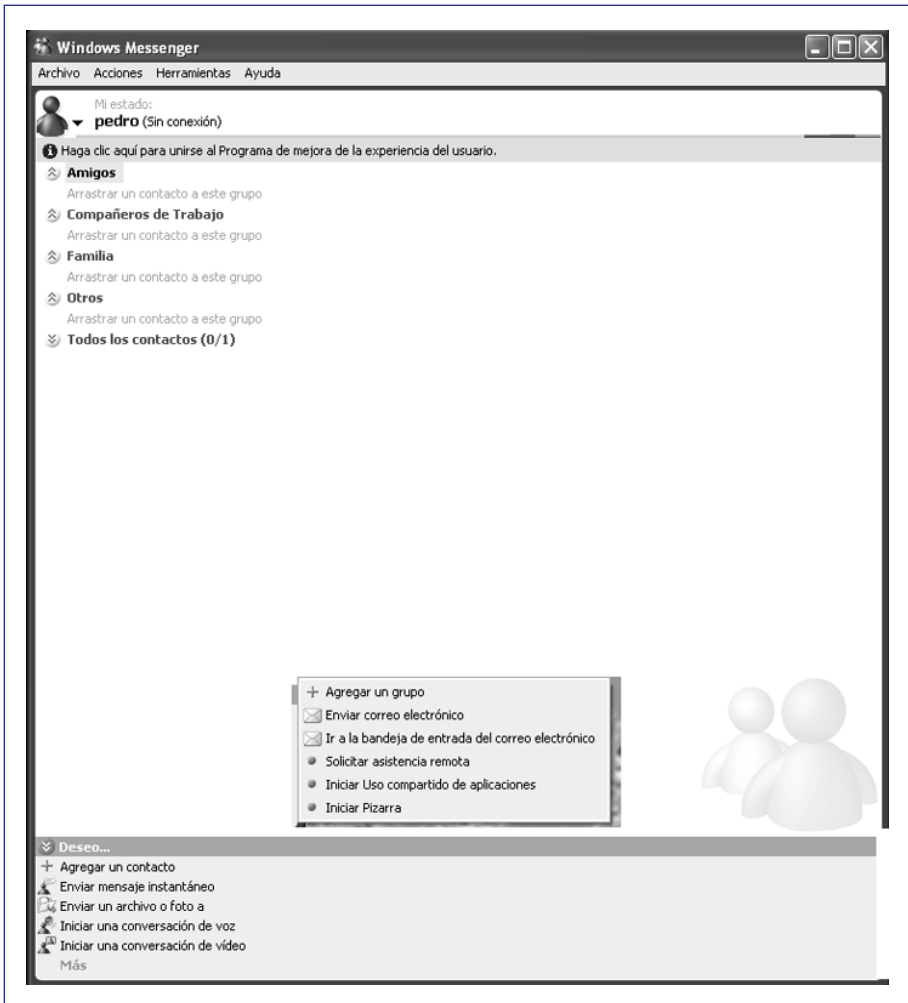 Windows Messenger
Archivo Acciones Herramientas Ayuda
Mi estado:
pedro (Sin conexión)
Haga clic aquí para unirse al Programa de mejora de la experiencia del usuario.
Amigos
Arrastrar un contacto a este grupo
Compañeros de Trabajo
Arrastrar un contacto a este grupo
Familia
Arrastrar un contacto a este grupo
Otros
Arrastrar un contacto a este grupo
Todos los contactos (0/1)
Agregar un grupo
Enviar correo electrónico
Ir a la bandeja de entrada del correo electrónico
Solicitar asistencia remota
Iniciar Uso compartido de aplicaciones
Iniciar Pizarra
Deseo...
Agregar un contacto
Enviar mensaje instantáneo
Enviar un archivo o foto a
Iniciar una conversación de voz
Iniciar una conversación de vídeo
Más